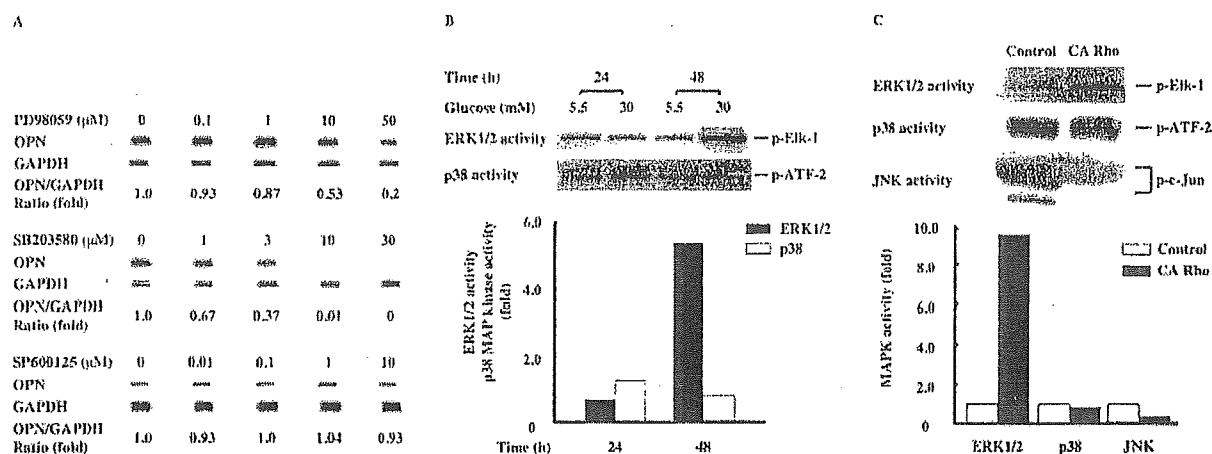 A
PD98059 (μM) 0 0.1 1 10 50
OPN
GAPDH
OPN/GAPDH
Ratio (fold) 1.0 0.93 0.87 0.53 0.2
SB203580 (μM) 0 1 3 10 30
OPN
GAPDH
OPN/GAPDH
Ratio (fold) 1.0 0.67 0.37 0.01 0
SP600125 (μM) 0 0.01 0.1 1 10
OPN
GAPDH
OPN/GAPDH
Ratio (fold) 1.0 0.93 1.0 1.04 0.93
B
Time (h) 24 48
Glucose (mM) 5.5 30 5.5 30
ERK1/2 activity p-Elk-1
p38 activity p-ATF-2
ERK1/2 activity
p38 MAP kinase activity
(fold)
6.0
4.0
2.0
0
ERK1/2
p38
Time (h) 24 48
C
Control CA Rho
ERK1/2 activity p-Elk-1
p38 activity p-ATF-2
JNK activity p-c-Jun
MAPK activity (fold)
10.0
8.0
6.0
4.0
2.0
0
Control
CA Rho
ERK1/2 p38 JNK